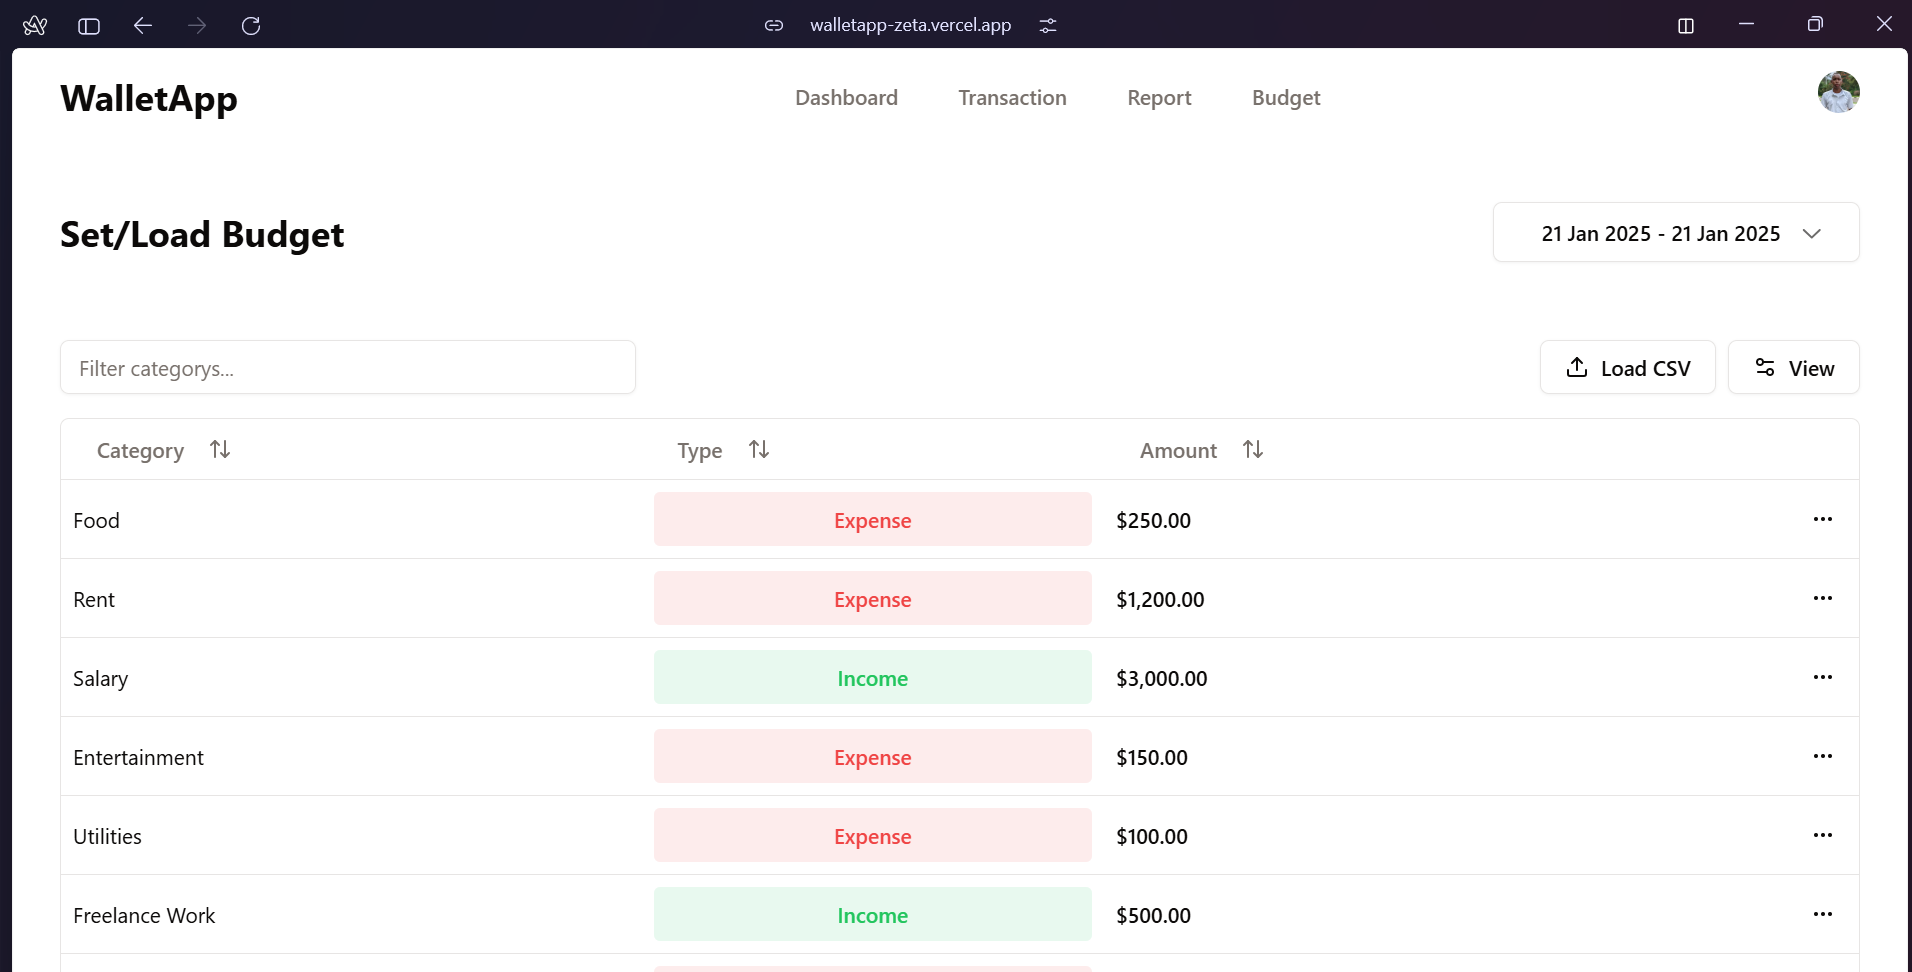 walletapp-zeta.vercel.app
WalletApp
Dashboard Transaction Report Budget
Set/Load Budget
21 Jan 2025 - 21 Jan 2025
Filter categorys...
Load CSV View
Category Type Amount
Food Expense $250.00
Rent Expense $1,200.00
Salary Income $3,000.00
Entertainment Expense $150.00
Utilities Expense $100.00
Freelance Work Income $500.00